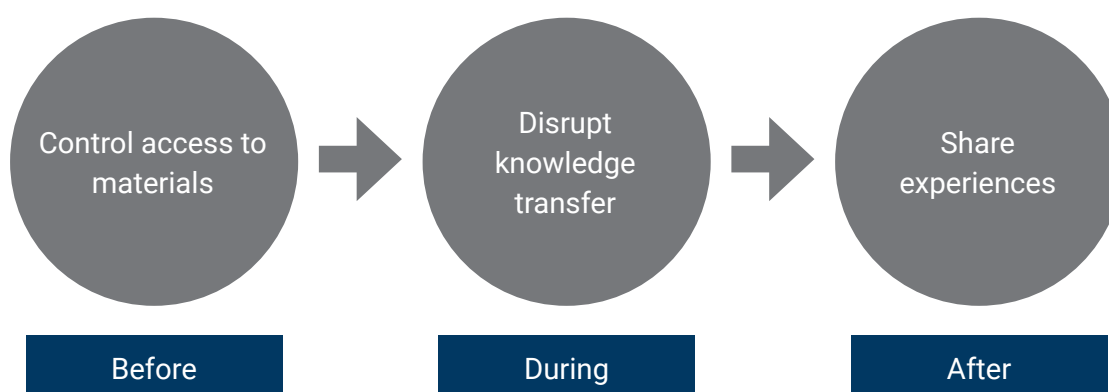 Control access to
materials
Disrupt
knowledge
transfer
Share
experiences
Before
During
After